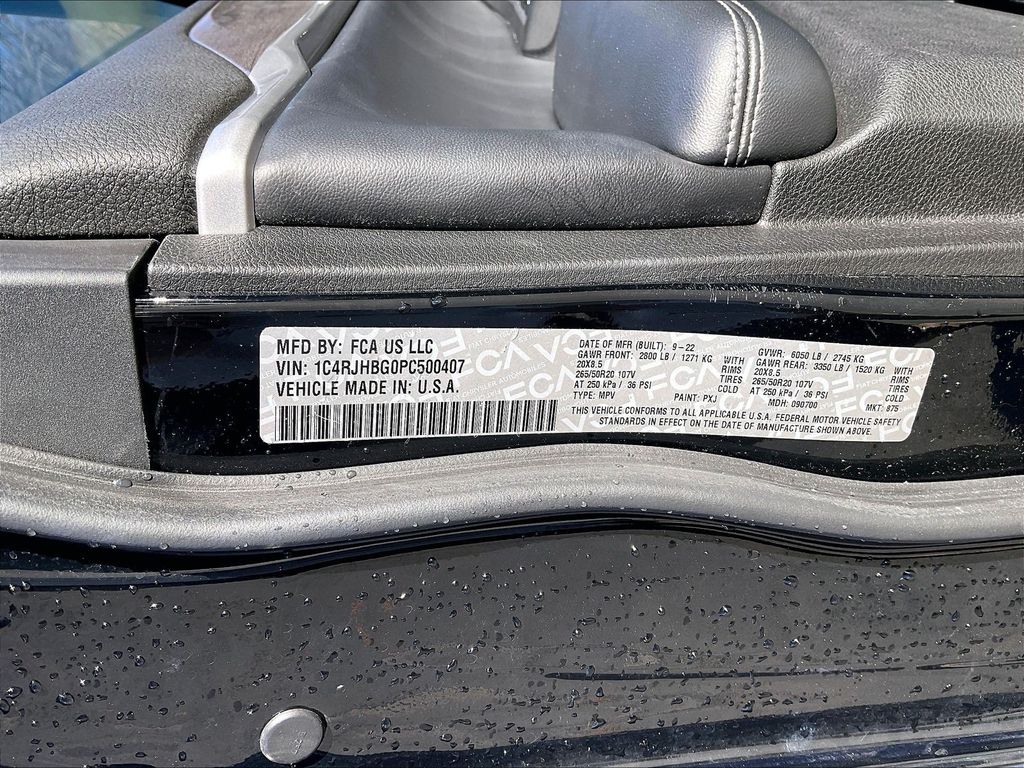 MFD BY: FCA US LLC
VIN: 1C4RJHBG0PC500407
VEHICLE MADE IN U.S.A.
DATE OF MFR (BUILT): 9-22
GAWR FRONT: 2800 LB / 1271 KG WITH
20X8.5 RIMS
265/50R20 107V TIRES
AT 250 kPa / 36 PSI COLD
TYPE: MPV PAINT: PXJ
GVWR: 6050 LB / 2745 KG
GAWR REAR: 3350 LB / 1520 KG WITH
20X8.5 RIMS
265/50R20 107V TIRES
AT 250 kPa / 36 PSI COLD
MDH: 090700 MKT: 875
THIS VEHICLE CONFORMS TO ALL APPLICABLE U.S.A. FEDERAL MOTOR VEHICLE SAFETY
STANDARDS IN EFFECT ON THE DATE OF MANUFACTURE SHOWN ABOVE.